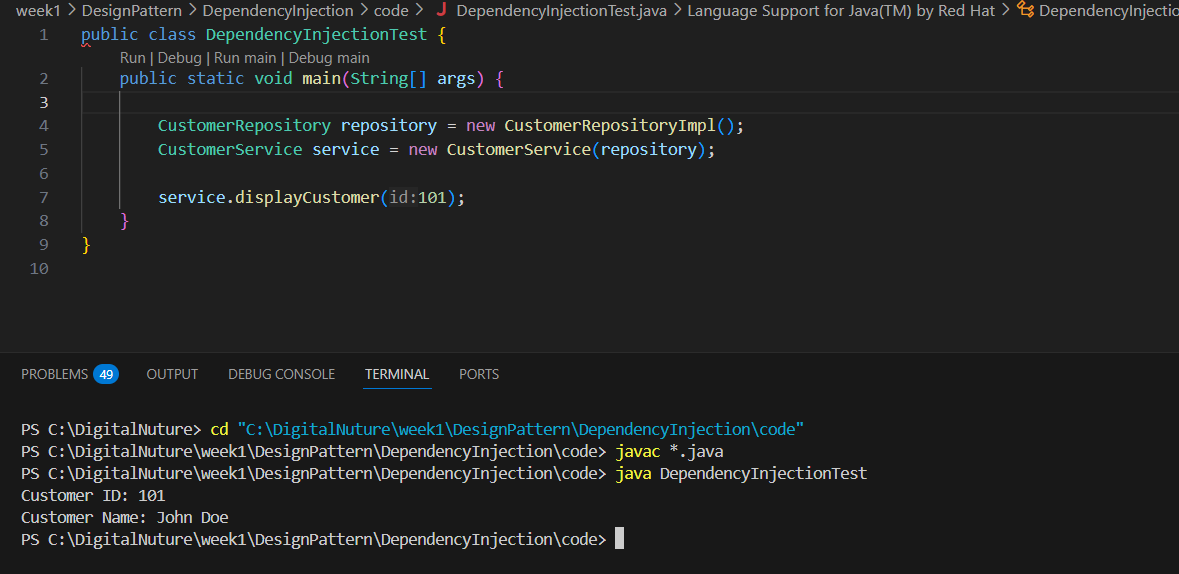 week1 > DesignPattern > DependencyInjection > code > J DependencyInjectionTest.java > Language Support for Java(TM) by Red Hat > DependencyInjectio
1 public class DependencyInjectionTest {
Run | Debug | Run main | Debug main
2 public static void main(String[] args) {
3
4 CustomerRepository repository = new CustomerRepositoryImpl();
5 CustomerService service = new CustomerService(repository);
6
7 service.displayCustomer(id:101);
8 }
9 }
10
PROBLEMS 49 OUTPUT DEBUG CONSOLE TERMINAL PORTS
PS C:\DigitalNuture> cd "C:\DigitalNuture\week1\DesignPattern\DependencyInjection\code"
PS C:\DigitalNuture\week1\DesignPattern\DependencyInjection\code> javac *.java
PS C:\DigitalNuture\week1\DesignPattern\DependencyInjection\code> java DependencyInjectionTest
Customer ID: 101
Customer Name: John Doe
PS C:\DigitalNuture\week1\DesignPattern\DependencyInjection\code>